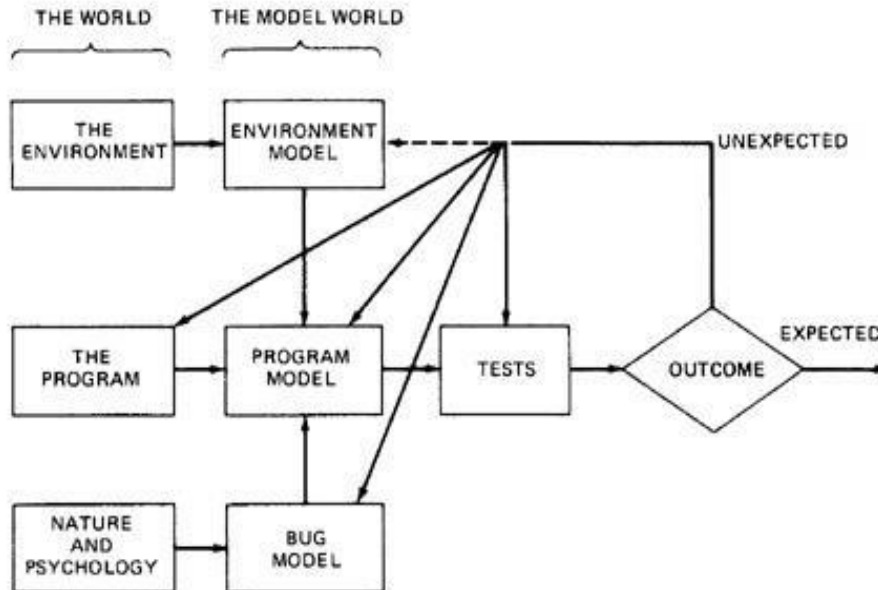 THE WORLD
THE MODEL WORLD
THE
ENVIRONMENT
ENVIRONMENT
MODEL
UNEXPECTED
THE
PROGRAM
PROGRAM
MODEL
TESTS
OUTCOME
EXPECTED
NATURE
AND
PSYCHOLOGY
BUG
MODEL